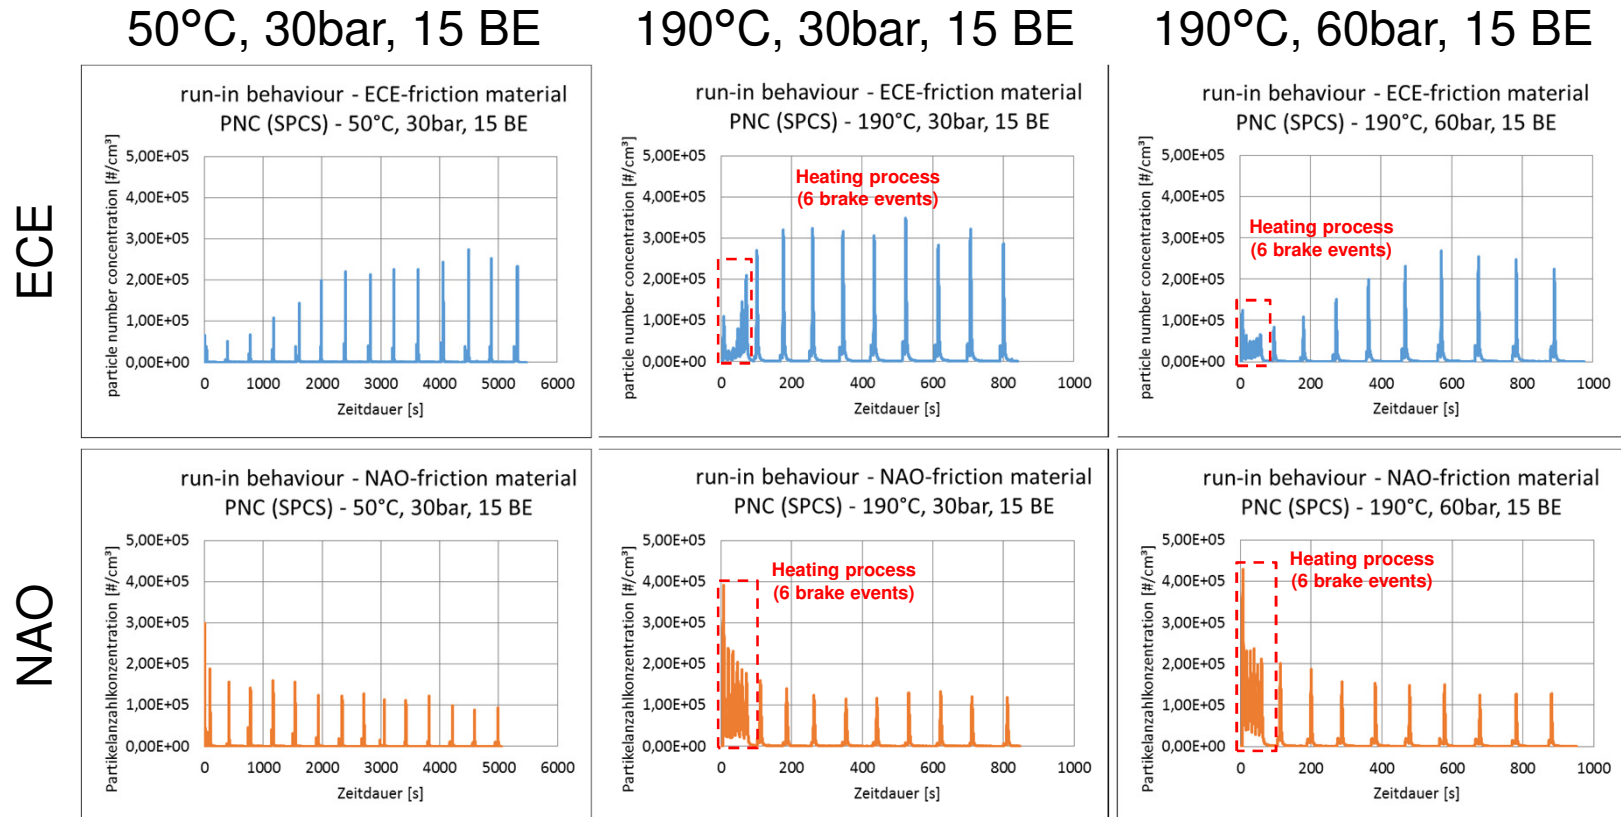 50°C, 30bar, 15 BE
190°C, 30bar, 15 BE
190°C, 60bar, 15 BE
ECE
run-in behaviour - ECE-friction material
PNC (SPCS) - 50°C, 30bar, 15 BE
particle number concentration [#/cm³]
5,00E+05
4,00E+05
3,00E+05
2,00E+05
1,00E+05
0,00E+00
0 1000 2000 3000 4000 5000 6000
Zeitdauer [s]
run-in behaviour - ECE-friction material
PNC (SPCS) - 190°C, 30bar, 15 BE
particle number concentration [#/cm³]
5,00E+05
4,00E+05
3,00E+05
2,00E+05
1,00E+05
0,00E+00
Heating process
(6 brake events)
0 200 400 600 800 1000
Zeitdauer [s]
run-in behaviour - ECE-friction material
PNC (SPCS) - 190°C, 60bar, 15 BE
particle number concentration [#/cm³]
5,00E+05
4,00E+05
3,00E+05
2,00E+05
1,00E+05
0,00E+00
Heating process
(6 brake events)
0 200 400 600 800 1000
Zeitdauer [s]
NAO
run-in behaviour - NAO-friction material
PNC (SPCS) - 50°C, 30bar, 15 BE
Partikelanzahlkonzentration [#/cm³]
5,00E+05
4,00E+05
3,00E+05
2,00E+05
1,00E+05
0,00E+00
0 1000 2000 3000 4000 5000 6000
Zeitdauer [s]
run-in behaviour - NAO-friction material
PNC (SPCS) - 190°C, 30bar, 15 BE
Partikelanzahlkonzentration [#/cm³]
5,00E+05
4,00E+05
3,00E+05
2,00E+05
1,00E+05
0,00E+00
Heating process
(6 brake events)
0 200 400 600 800 1000
Zeitdauer [s]
run-in behaviour - NAO-friction material
PNC (SPCS) - 190°C, 60bar, 15 BE
Partikelanzahlkonzentration [#/cm³]
5,00E+05
4,00E+05
3,00E+05
2,00E+05
1,00E+05
0,00E+00
Heating process
(6 brake events)
0 200 400 600 800 1000
Zeitdauer [s]